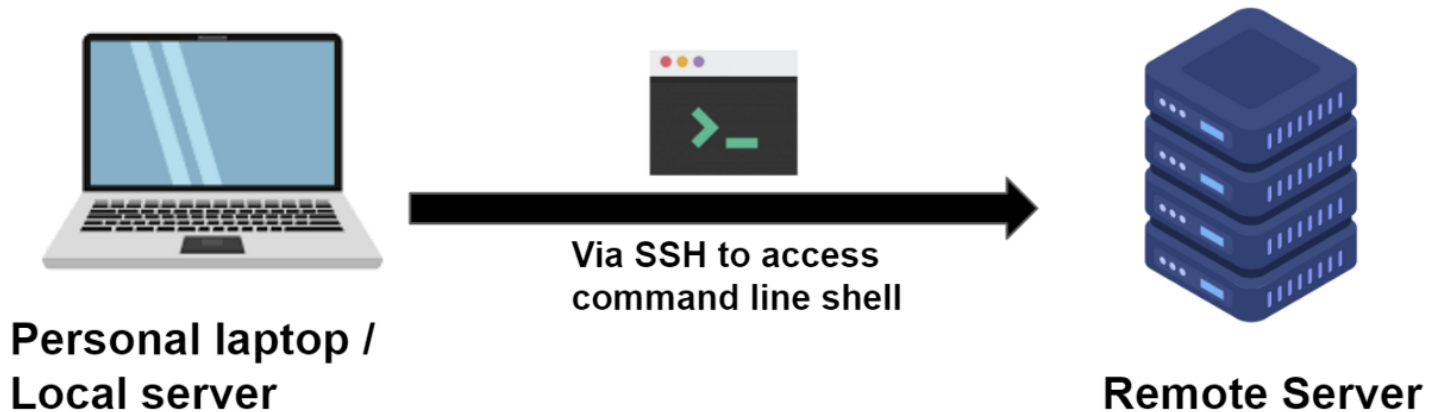 Via SSH to access
command line shell
Personal laptop /
Local server
Remote Server